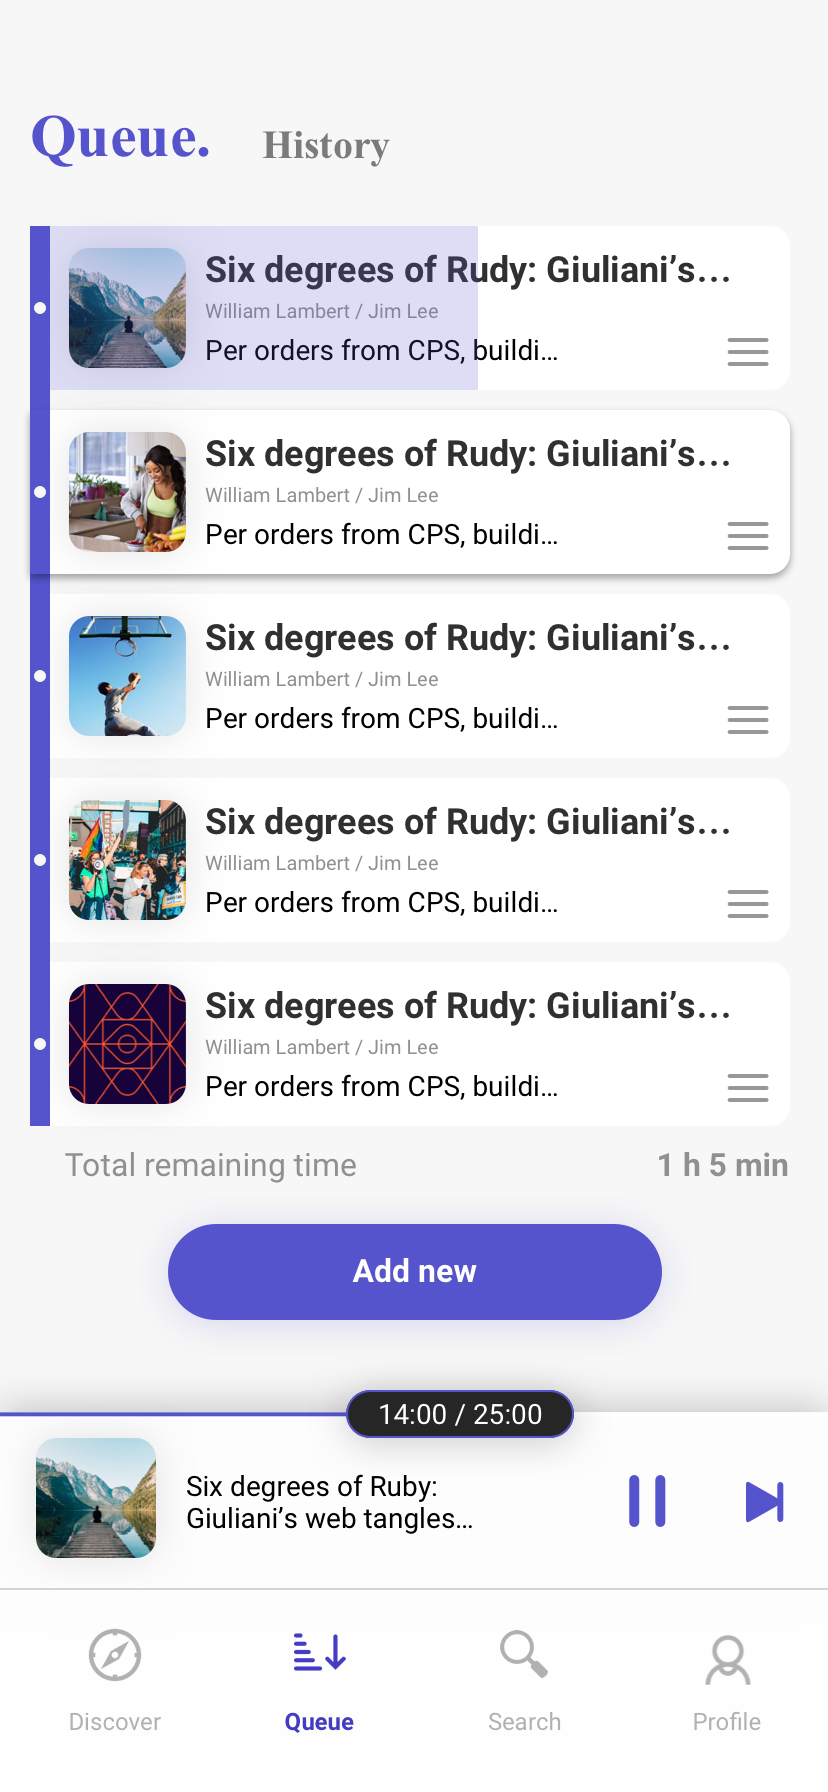 Queue. History
Six degrees of Rudy: Giuliani’s...
William Lambert / Jim Lee
Per orders from CPS, buildi...
Six degrees of Rudy: Giuliani’s...
William Lambert / Jim Lee
Per orders from CPS, buildi...
Six degrees of Rudy: Giuliani’s...
William Lambert / Jim Lee
Per orders from CPS, buildi...
Six degrees of Rudy: Giuliani’s...
William Lambert / Jim Lee
Per orders from CPS, buildi...
Six degrees of Rudy: Giuliani’s...
William Lambert / Jim Lee
Per orders from CPS, buildi...
Total remaining time 1 h 5 min
Add new
14:00 / 25:00
Six degrees of Ruby:
Giuliani’s web tangles...
Discover Queue Search Profile